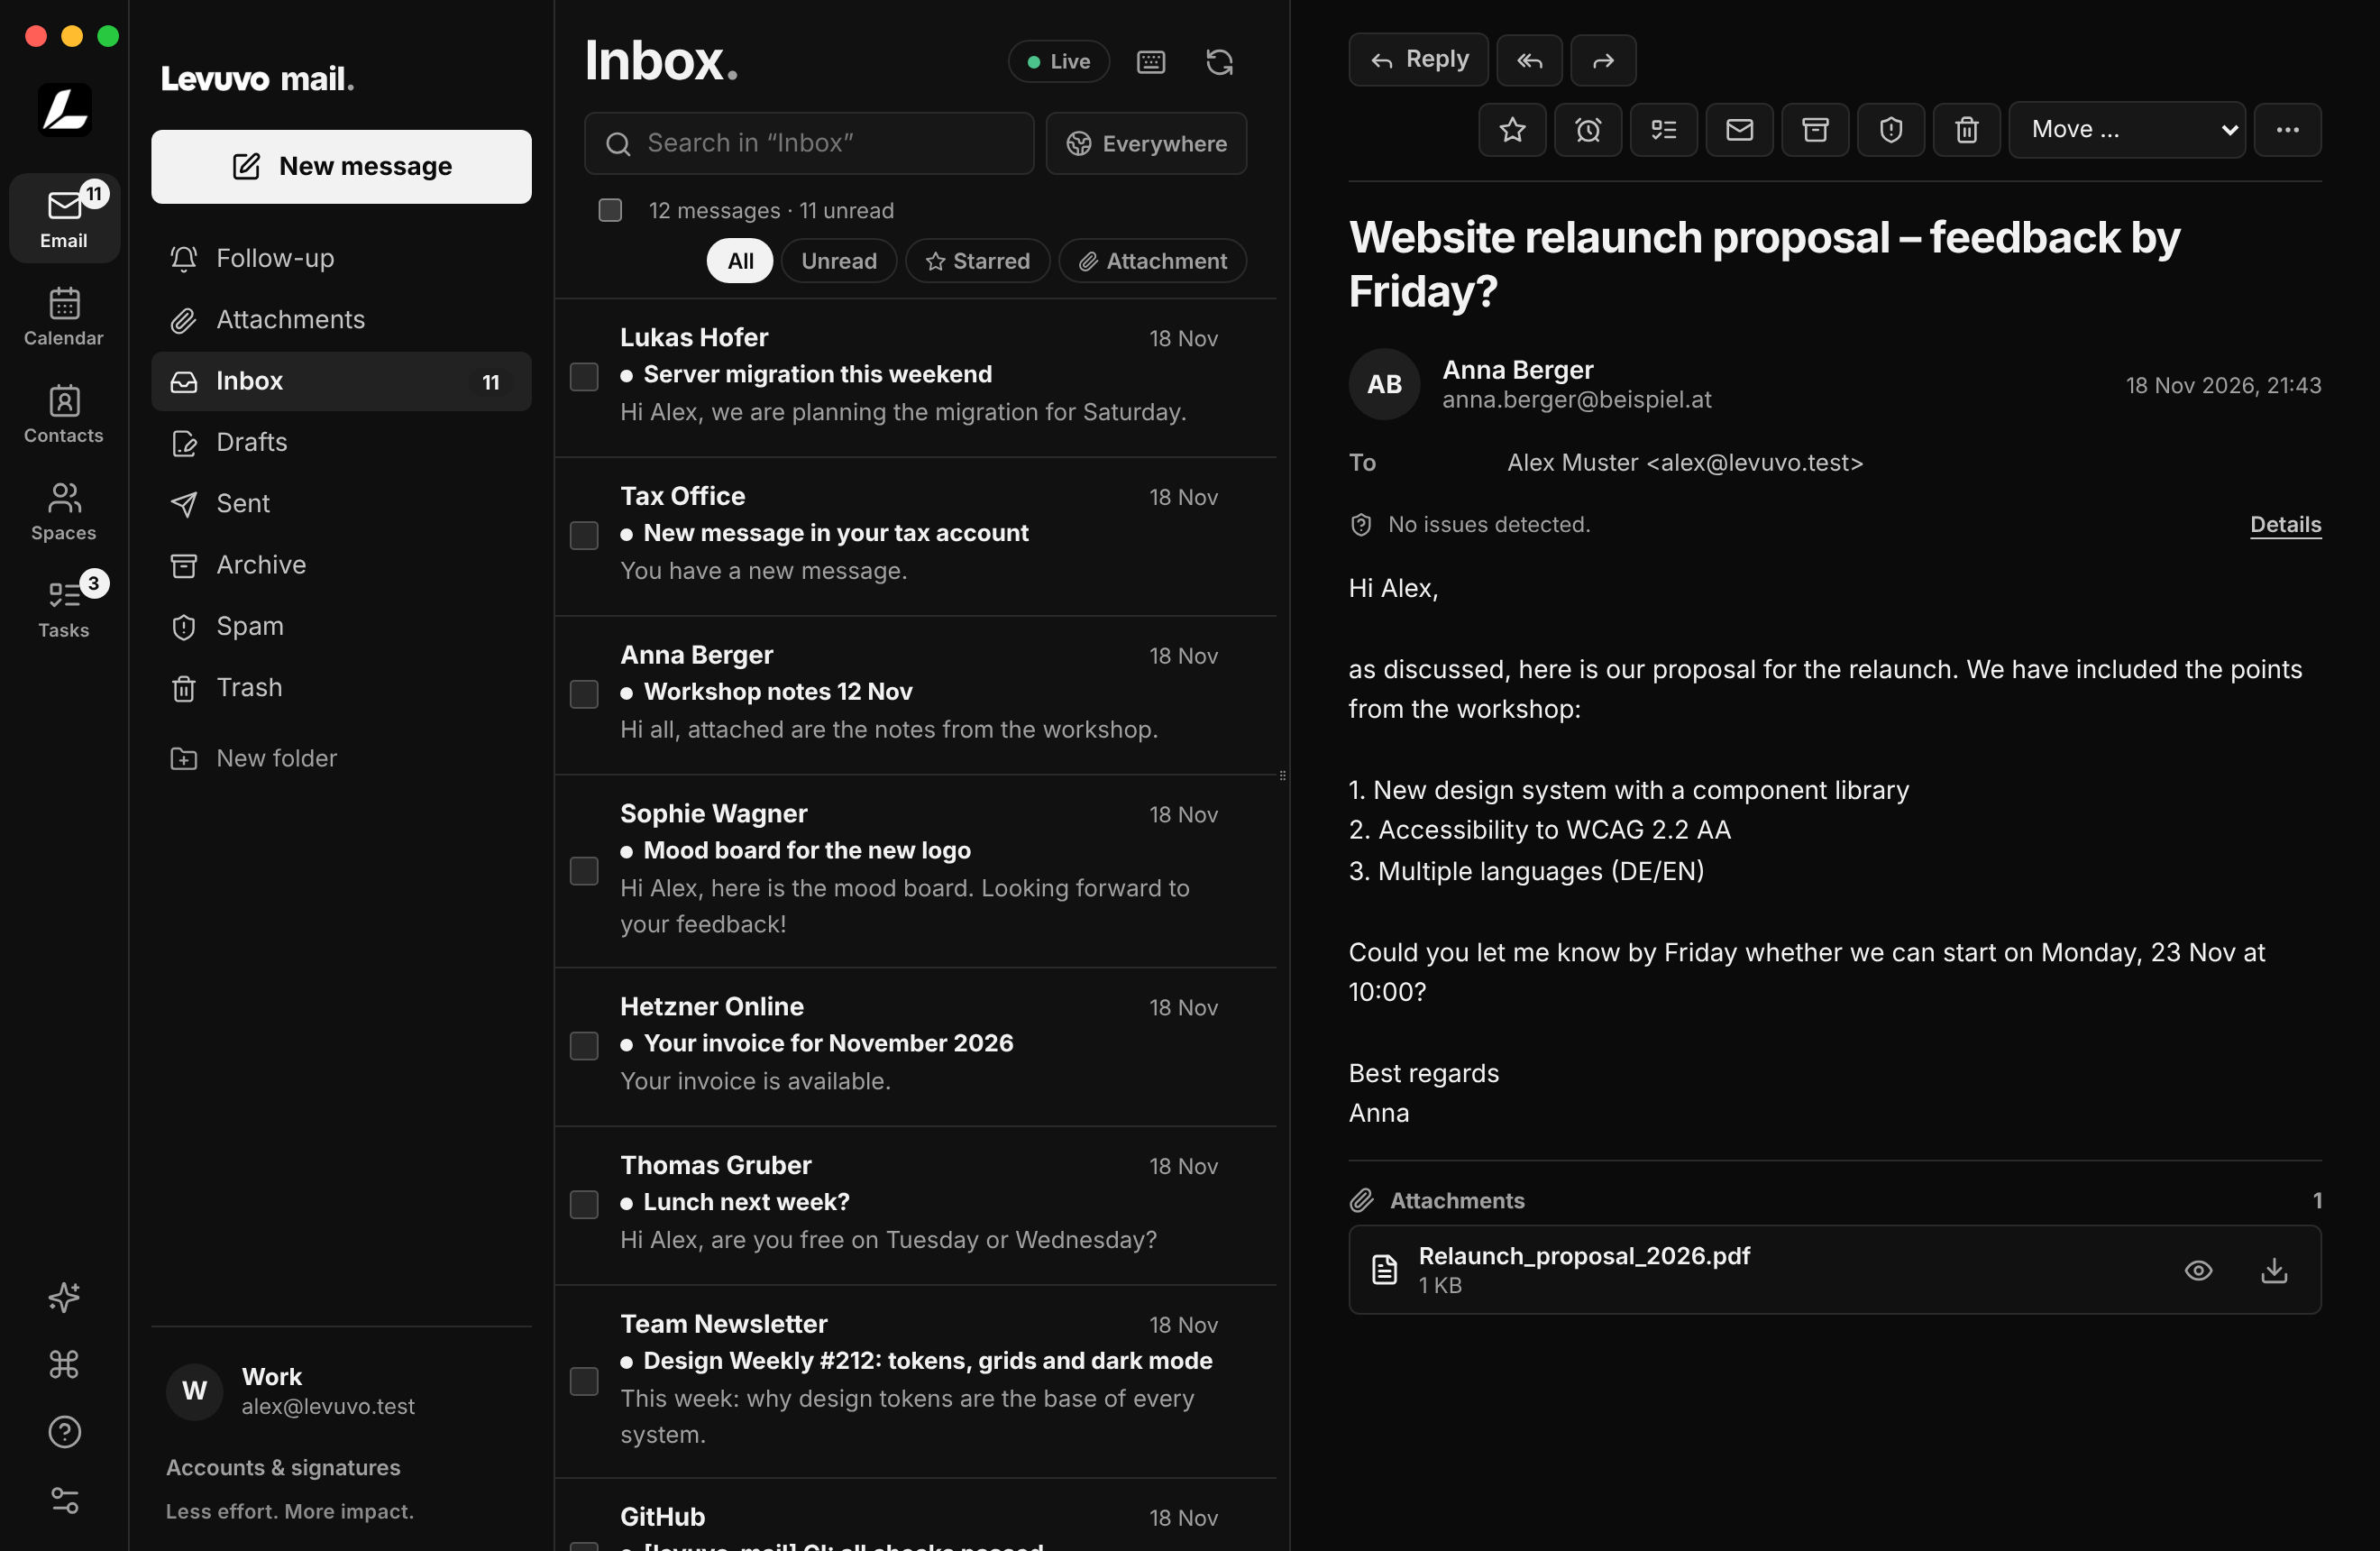 Levuvo mail.
New message
11
Email
Calendar
Contacts
Spaces
3
Tasks
Follow-up
Attachments
Inbox 11
Drafts
Sent
Archive
Spam
Trash
New folder
W
Work
alex@levuvo.test
Accounts & signatures
Less effort. More impact.
Inbox.
Live
Search in “Inbox”
Everywhere
12 messages · 11 unread
All Unread Starred Attachment
Lukas Hofer 18 Nov
Server migration this weekend
Hi Alex, we are planning the migration for Saturday.
Tax Office 18 Nov
New message in your tax account
You have a new message.
Anna Berger 18 Nov
Workshop notes 12 Nov
Hi all, attached are the notes from the workshop.
Sophie Wagner 18 Nov
Mood board for the new logo
Hi Alex, here is the mood board. Looking forward to
your feedback!
Hetzner Online 18 Nov
Your invoice for November 2026
Your invoice is available.
Thomas Gruber 18 Nov
Lunch next week?
Hi Alex, are you free on Tuesday or Wednesday?
Team Newsletter 18 Nov
Design Weekly #212: tokens, grids and dark mode
This week: why design tokens are the base of every
system.
GitHub 18 Nov
[levuvo-mail] CI: all checks passed
Reply
Move ...
Website relaunch proposal – feedback by
Friday?
AB
Anna Berger
anna.berger@beispiel.at
18 Nov 2026, 21:43
To Alex Muster <alex@levuvo.test>
No issues detected. Details
Hi Alex,
as discussed, here is our proposal for the relaunch. We have included the points
from the workshop:
1. New design system with a component library
2. Accessibility to WCAG 2.2 AA
3. Multiple languages (DE/EN)
Could you let me know by Friday whether we can start on Monday, 23 Nov at
10:00?
Best regards
Anna
Attachments 1
Relaunch_proposal_2026.pdf
1 KB